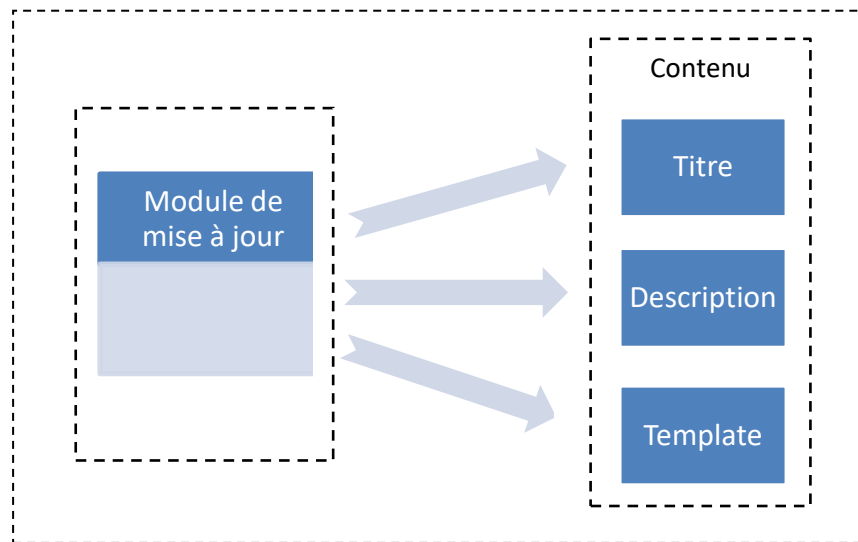 Contenu
Titre
Module de
mise à jour
Description
Template